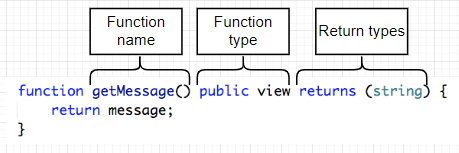 Function name
Function type
Return types
function getMessage() public view returns (string) {
    return message;
}